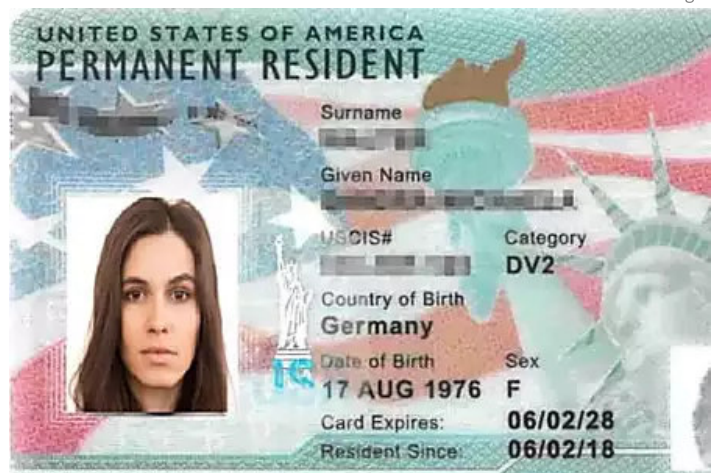 UNITED STATES OF AMERICA
PERMANENT RESIDENT
Surname
Given Name
USCIS#
Category
DV2
Country of Birth
Germany
Date of Birth
Sex
17 AUG 1976
F
Card Expires:
06/02/28
Resident Since:
06/02/18